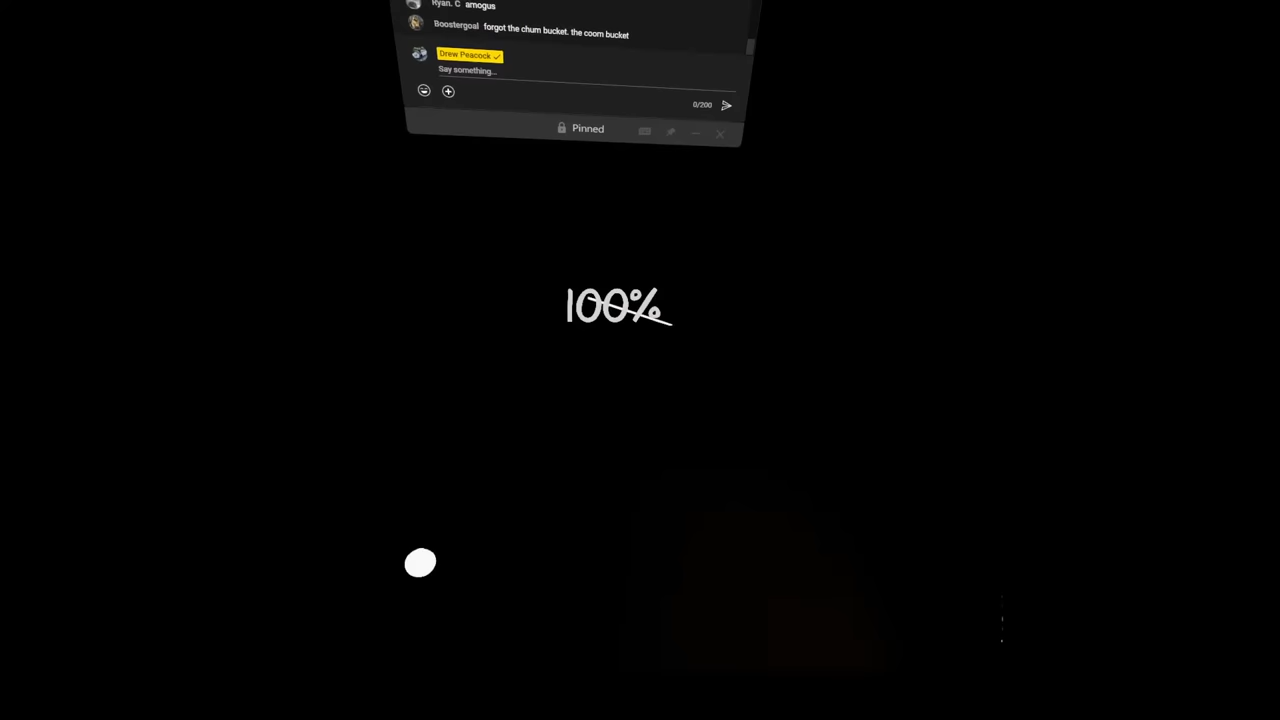 Ryan. C amogus
Boostergoal forgot the chum bucket. the coom bucket
Drew Peacock
Say something...
0/200
Pinned
100%